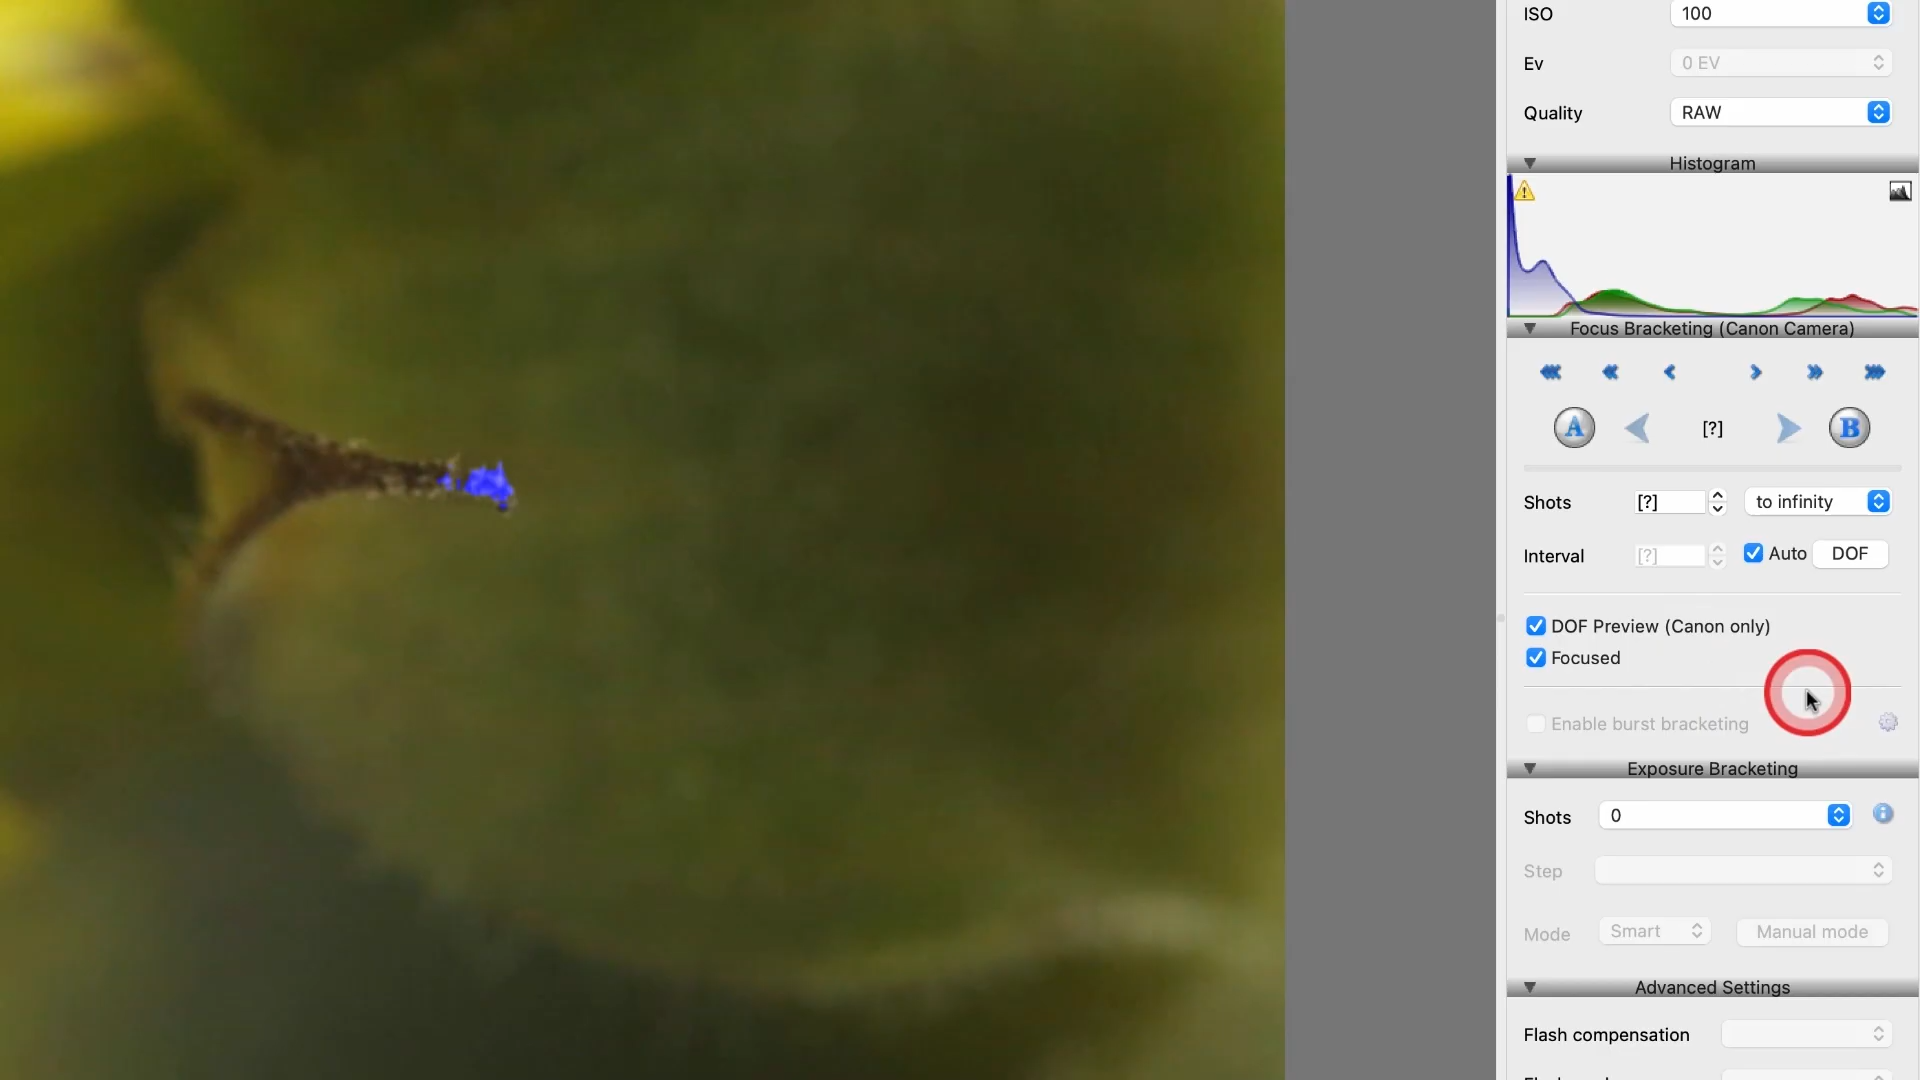 ISO 100
Ev 0 EV
Quality RAW
Histogram
Focus Bracketing (Canon Camera)
A [?] B
Shots [?] to infinity
Interval [?] Auto DOF
DOF Preview (Canon only)
Focused
Enable burst bracketing
Exposure Bracketing
Shots 0
Step
Mode Smart Manual mode
Advanced Settings
Flash compensation